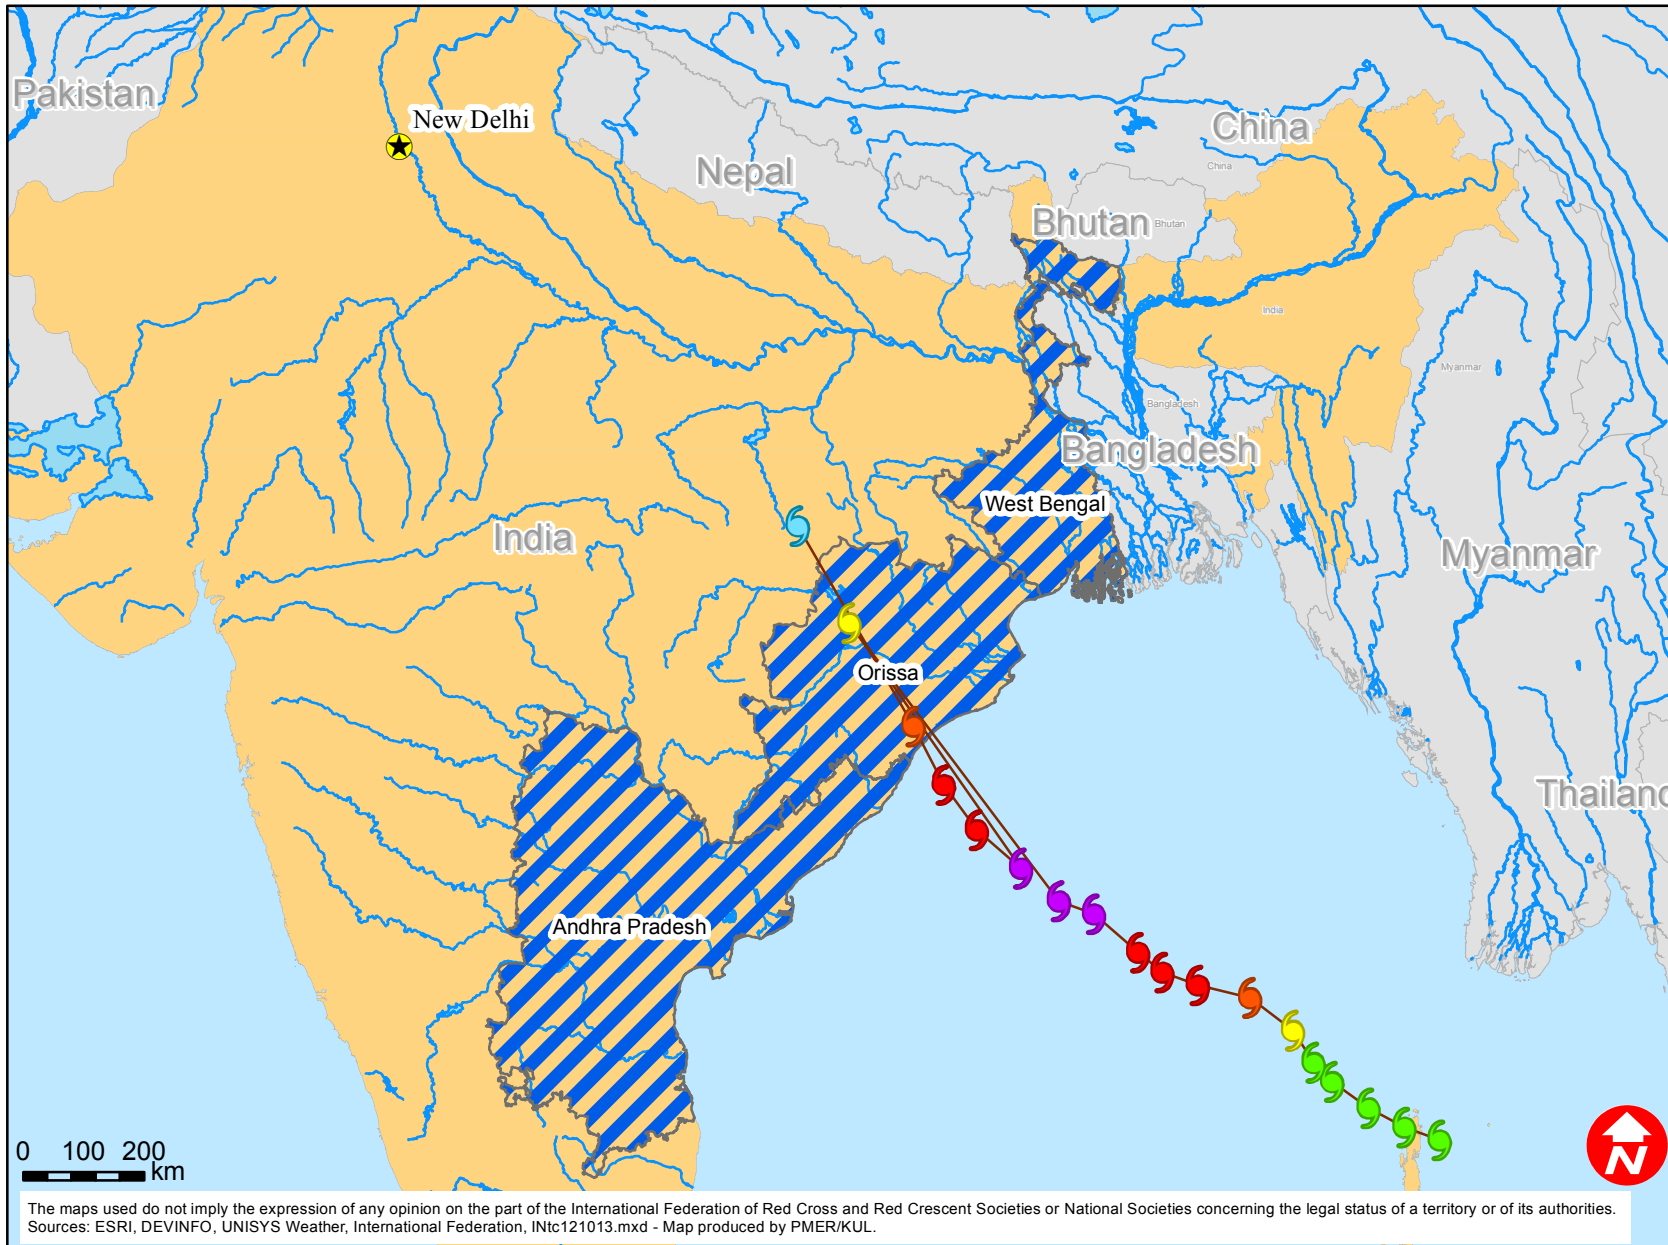 Pakistan
New Delhi
China
China
Nepal
Bhutan
Bhutan
India
Myanmar
Bangladesh
Bangladesh
West Bengal
India
Myanmar
Orissa
Thailand
Andhra Pradesh
0 100 200
km
N
The maps used do not imply the expression of any opinion on the part of the International Federation of Red Cross and Red Crescent Societies or National Societies concerning the legal status of a territory or of its authorities.
Sources: ESRI, DEVINFO, UNISYS Weather, International Federation, INtc121013.mxd - Map produced by PMER/KUL.